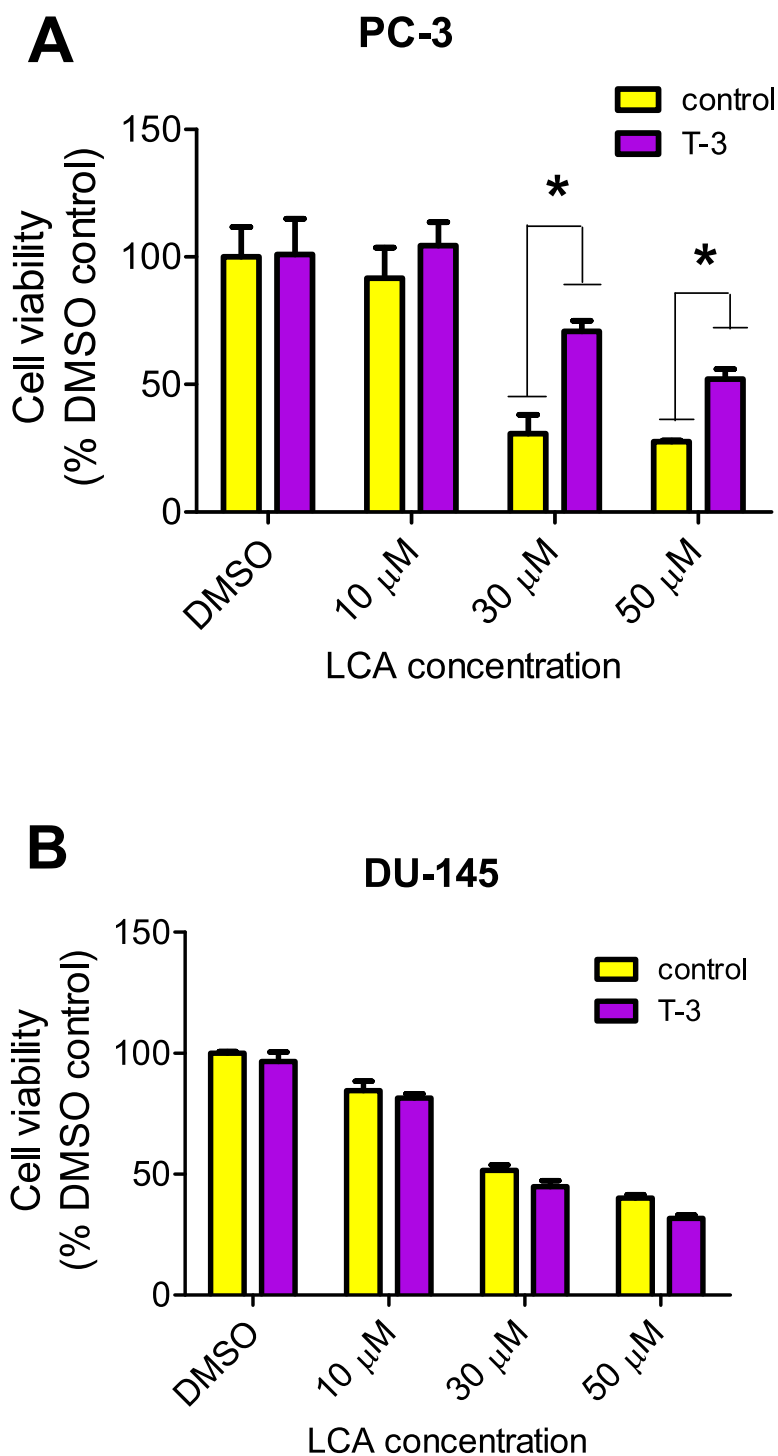 A
PC-3
control
T-3
Cell viability
(% DMSO control)
150
100
50
0
*
*
DMSO
10 μM
30 μM
50 μM
LCA concentration
B
DU-145
control
T-3
Cell viability
(% DMSO control)
150
100
50
0
DMSO
10 μM
30 μM
50 μM
LCA concentration